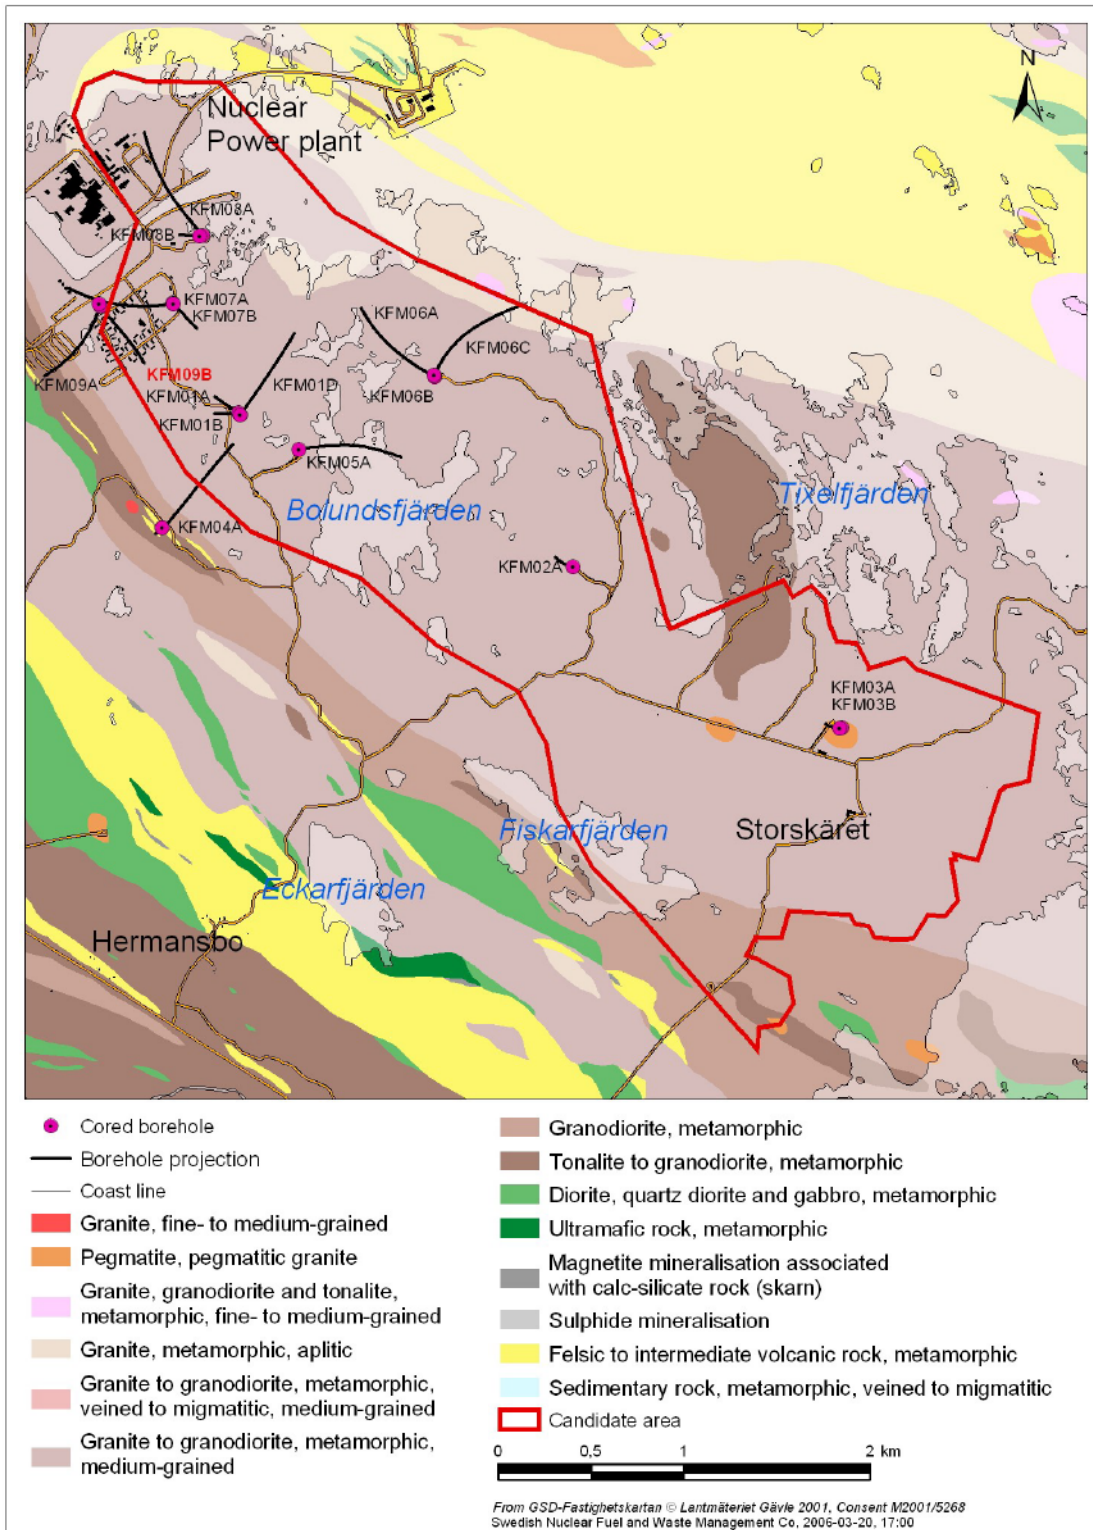 N
Nuclear
Power plant
KFM08A
KFM08B
KFM07A
KFM07B
KFM06A
KFM06C
KFM09A
KFM09B
KFM01D
KFM01A
KFM06B
KFM01B
KFM05A
Bolundsfjärden
Tixelfjärden
KFM04A
KFM02A
KFM03A
KFM03B
Fiskarfjärden
Storskäret
Eckarfjärden
Hermansbo
Cored borehole
Borehole projection
Coast line
Granite, fine- to medium-grained
Pegmatite, pegmatitic granite
Granite, granodiorite and tonalite,
metamorphic, fine- to medium-grained
Granite, metamorphic, aplitic
Granite to granodiorite, metamorphic,
veined to migmatitic, medium-grained
Granite to granodiorite, metamorphic,
medium-grained
Granodiorite, metamorphic
Tonalite to granodiorite, metamorphic
Diorite, quartz diorite and gabbro, metamorphic
Ultramafic rock, metamorphic
Magnetite mineralisation associated
with calc-silicate rock (skarn)
Sulphide mineralisation
Felsic to intermediate volcanic rock, metamorphic
Sedimentary rock, metamorphic, veined to migmatitic
Candidate area
0 0,5 1 2 km
From GSD-Fastighetskartan © Lantmäteriet Gävle 2001, Consent M2001/5268
Swedish Nuclear Fuel and Waste Management Co, 2006-03-20, 17:00